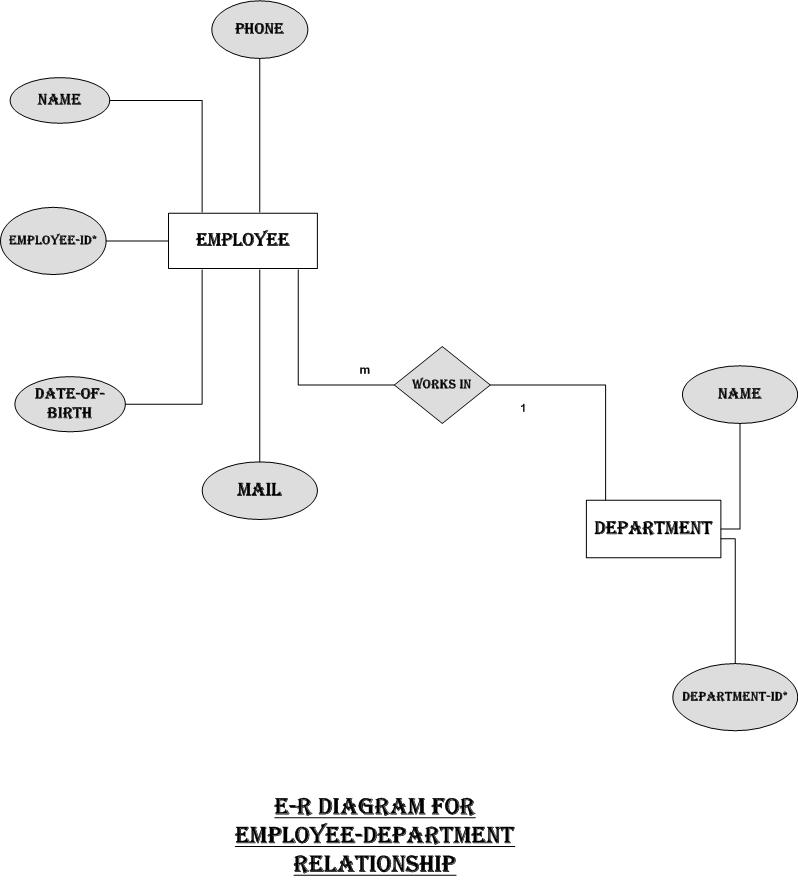 PHONE
NAME
EMPLOYEE-ID*
EMPLOYEE
DATE-OF-
BIRTH
m
WORKS IN
1
NAME
MAIL
DEPARTMENT
DEPARTMENT-ID*
E-R DIAGRAM FOR
EMPLOYEE-DEPARTMENT
RELATIONSHIP